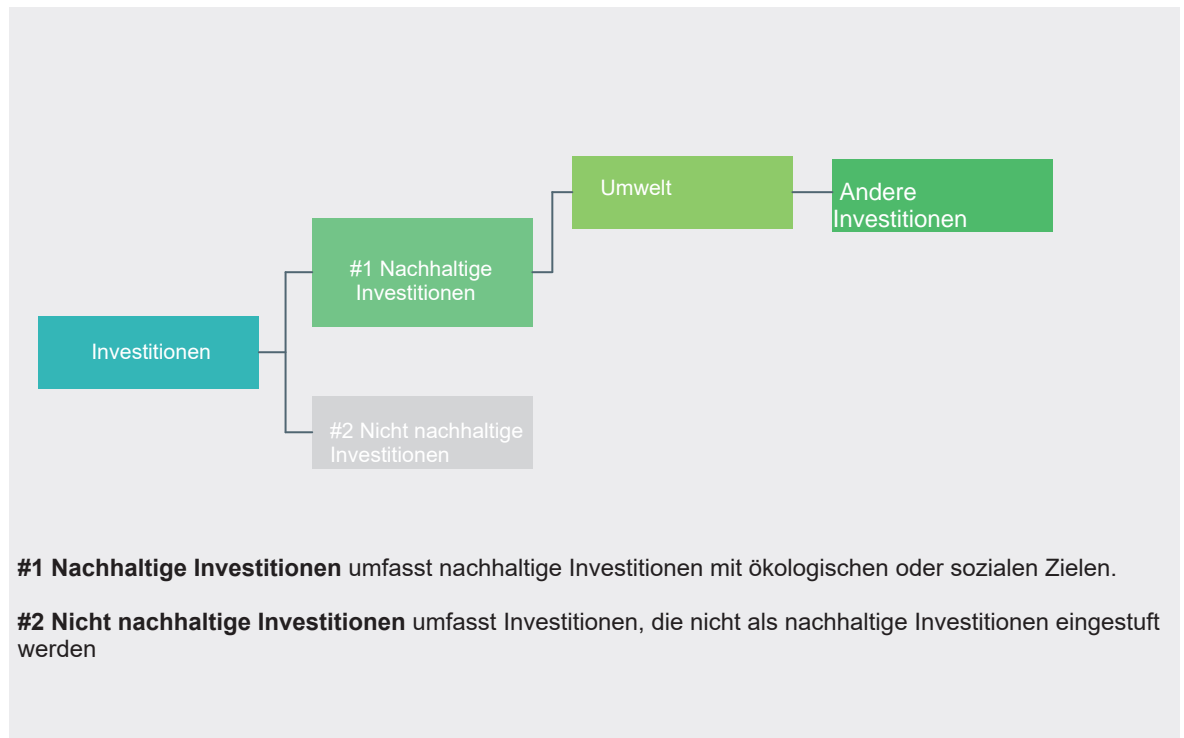 Umwelt
Andere
Investitionen
#1 Nachhaltige
Investitionen
Investitionen
#2 Nicht nachhaltige
Investitionen
#1 Nachhaltige Investitionen umfasst nachhaltige Investitionen mit ökologischen oder sozialen Zielen.
#2 Nicht nachhaltige Investitionen umfasst Investitionen, die nicht als nachhaltige Investitionen eingestuft
werden